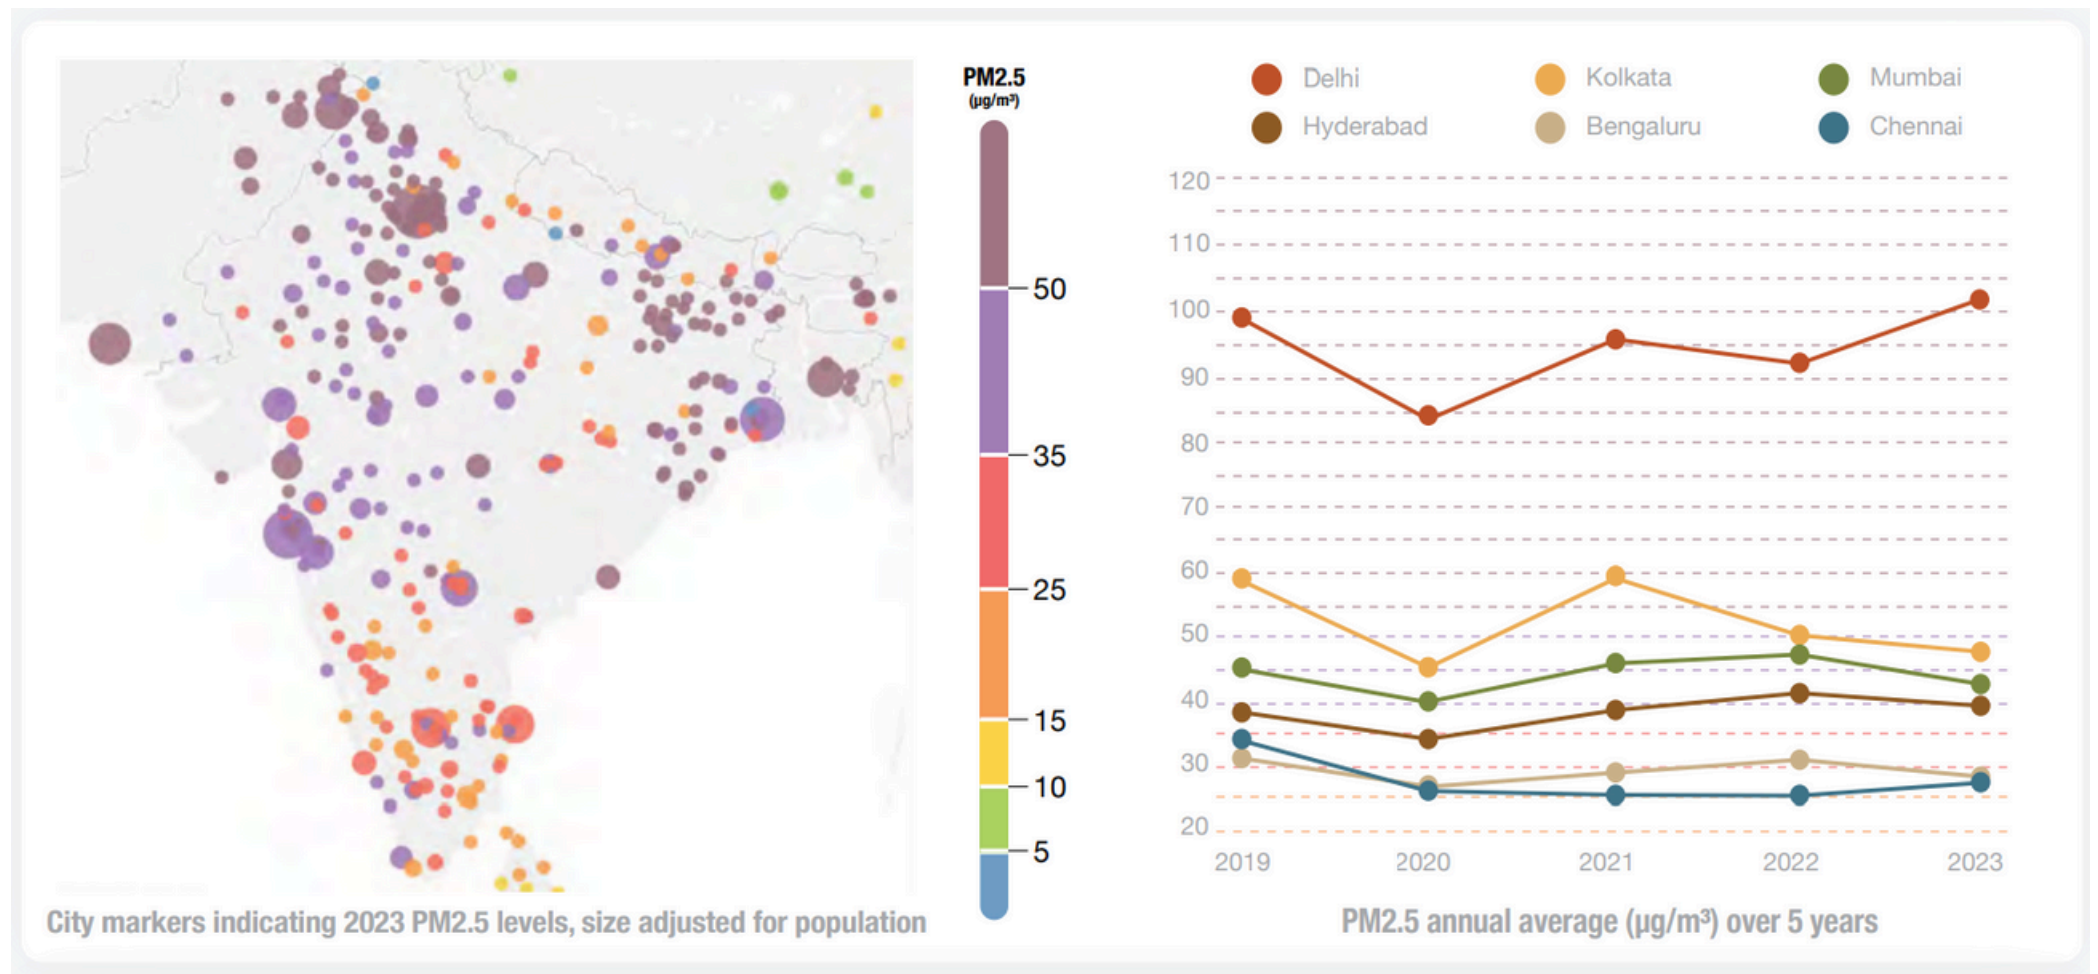 PM2.5
(µg/m³)
50
35
25
15
10
5
City markers indicating 2023 PM2.5 levels, size adjusted for population
Delhi Kolkata Mumbai
Hyderabad Bengaluru Chennai
120
110
100
90
80
70
60
50
40
30
20
2019 2020 2021 2022 2023
PM2.5 annual average (µg/m³) over 5 years